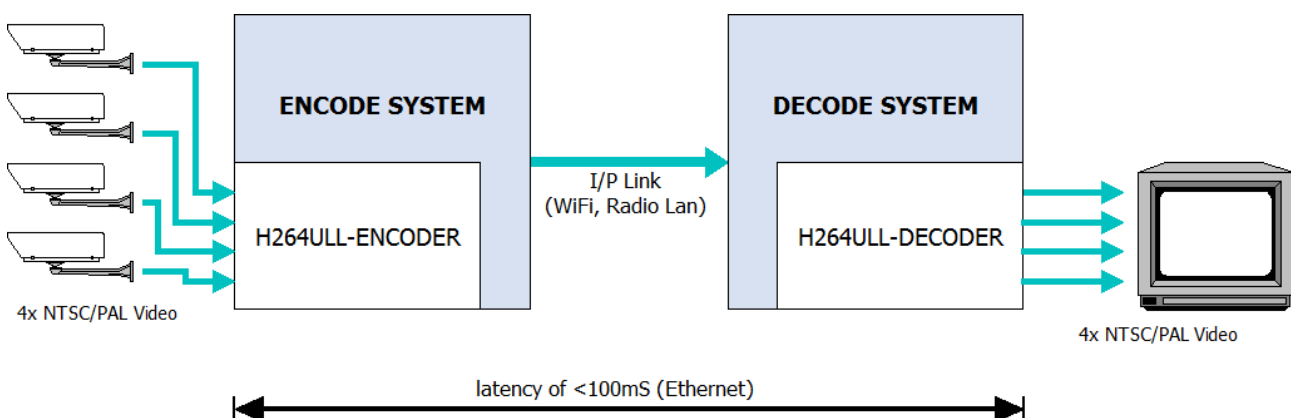 ENCODE SYSTEM
DECODE SYSTEM
I/P Link
(WiFi, Radio Lan)
H264ULL-ENCODER
H264ULL-DECODER
4x NTSC/PAL Video
4x NTSC/PAL Video
latency of <100mS (Ethernet)